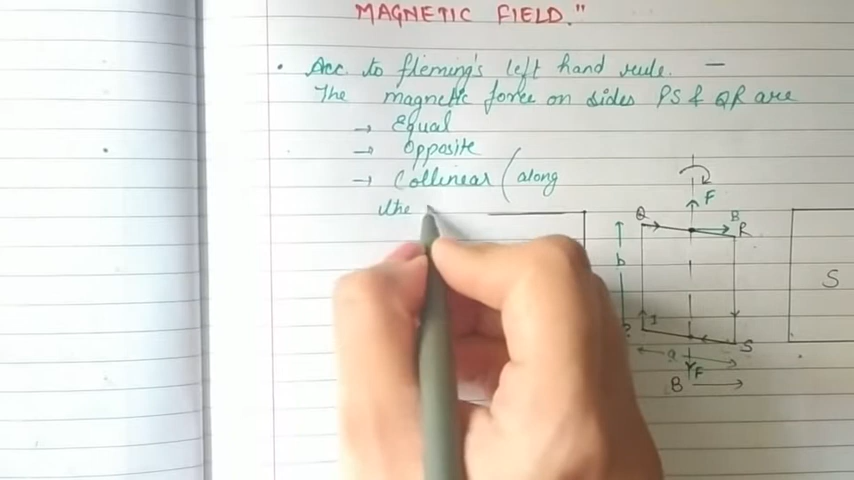 MAGNETIC FIELD."
• Acc. to fleming's left hand rule. —
The magnetic force on sides PS & QR are
→ Equal
→ Opposite
→ Collinear (along
the
F
Q B R
b
S
I
P S
a
F
B →